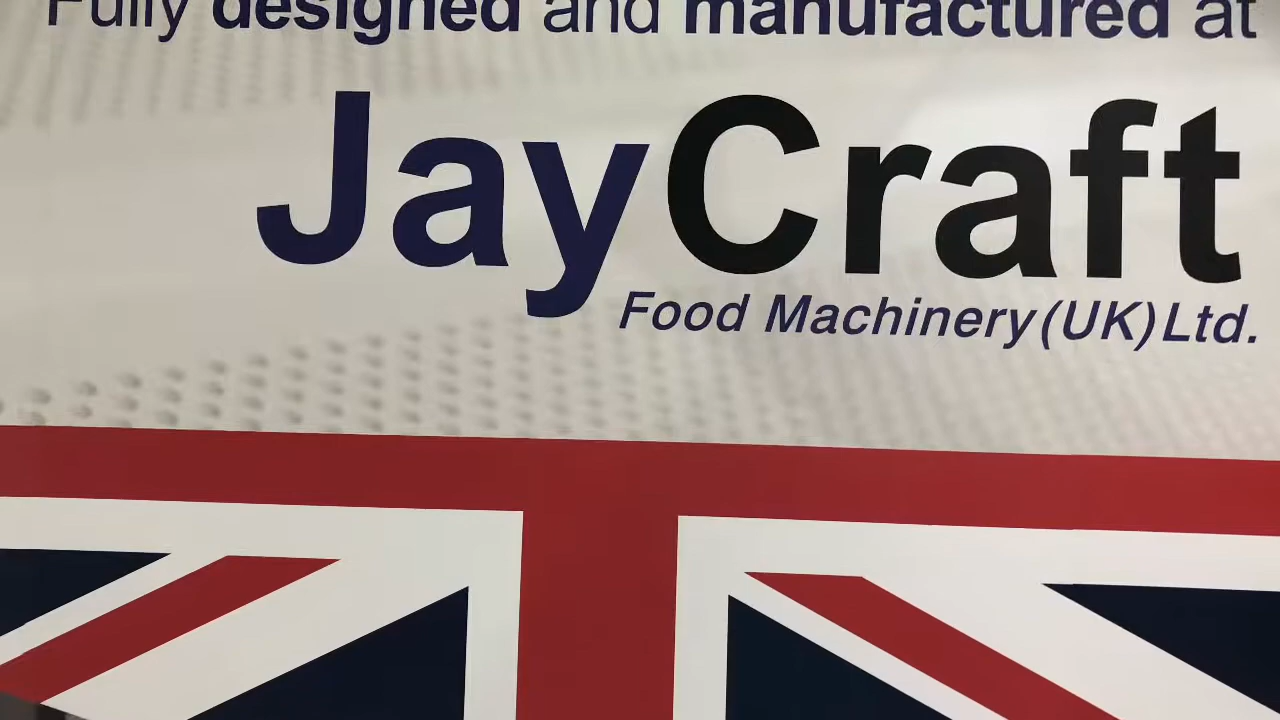 Fully designed and manufactured at
JayCraft
Food Machinery (UK) Ltd.